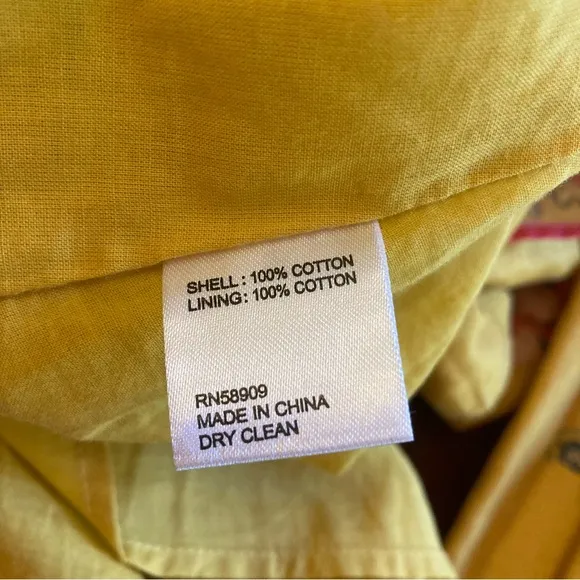 SHELL : 100% COTTON
LINING : 100% COTTON
RN58909
MADE IN CHINA
DRY CLEAN